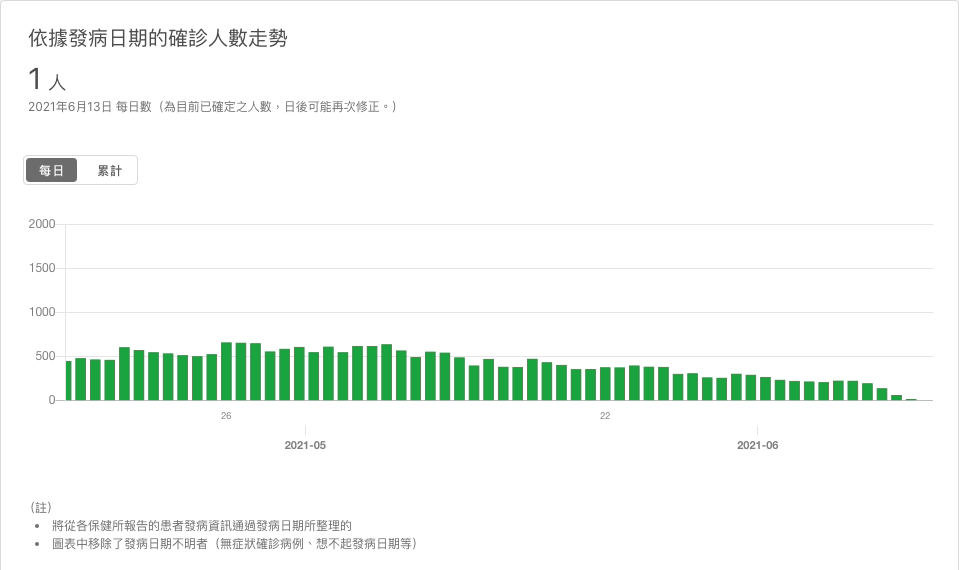 依據發病日期的確診人數走勢
1 人
2021年6月13日 每日數（為目前已確定之人數，日後可能再次修正。）
每日 累計
2000
1500
1000
500
0
26 22
2021-05 2021-06
（註）
• 將從各保健所報告的患者發病資訊通過發病日期所整理的
• 圖表中移除了發病日期不明者（無症狀確診病例、想不起發病日期等）